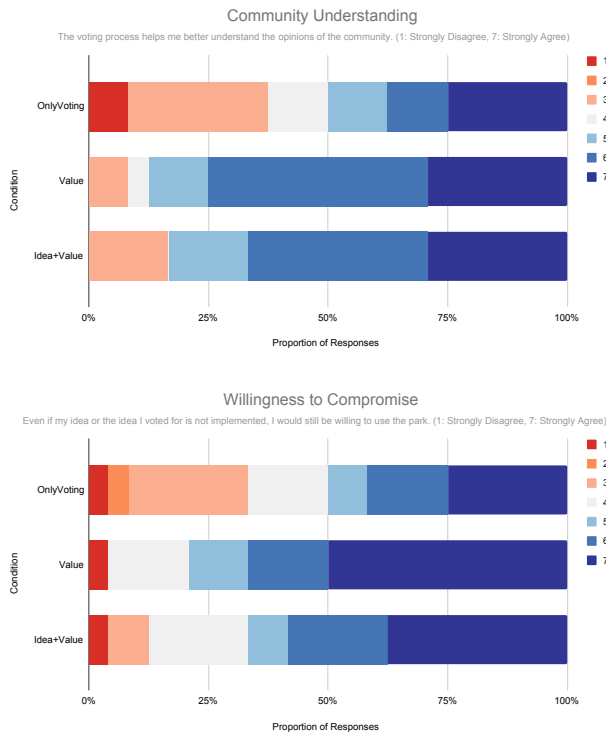 Community Understanding
The voting process helps me better understand the opinions of the community. (1: Strongly Disagree, 7: Strongly Agree)
1
2
3
4
5
6
7
Condition
OnlyVoting
Value
Idea+Value
0%
25%
50%
75%
100%
Proportion of Responses
Willingness to Compromise
Even if my idea or the idea I voted for is not implemented, I would still be willing to use the park. (1: Strongly Disagree, 7: Strongly Agree)
1
2
3
4
5
6
7
Condition
OnlyVoting
Value
Idea+Value
0%
25%
50%
75%
100%
Proportion of Responses